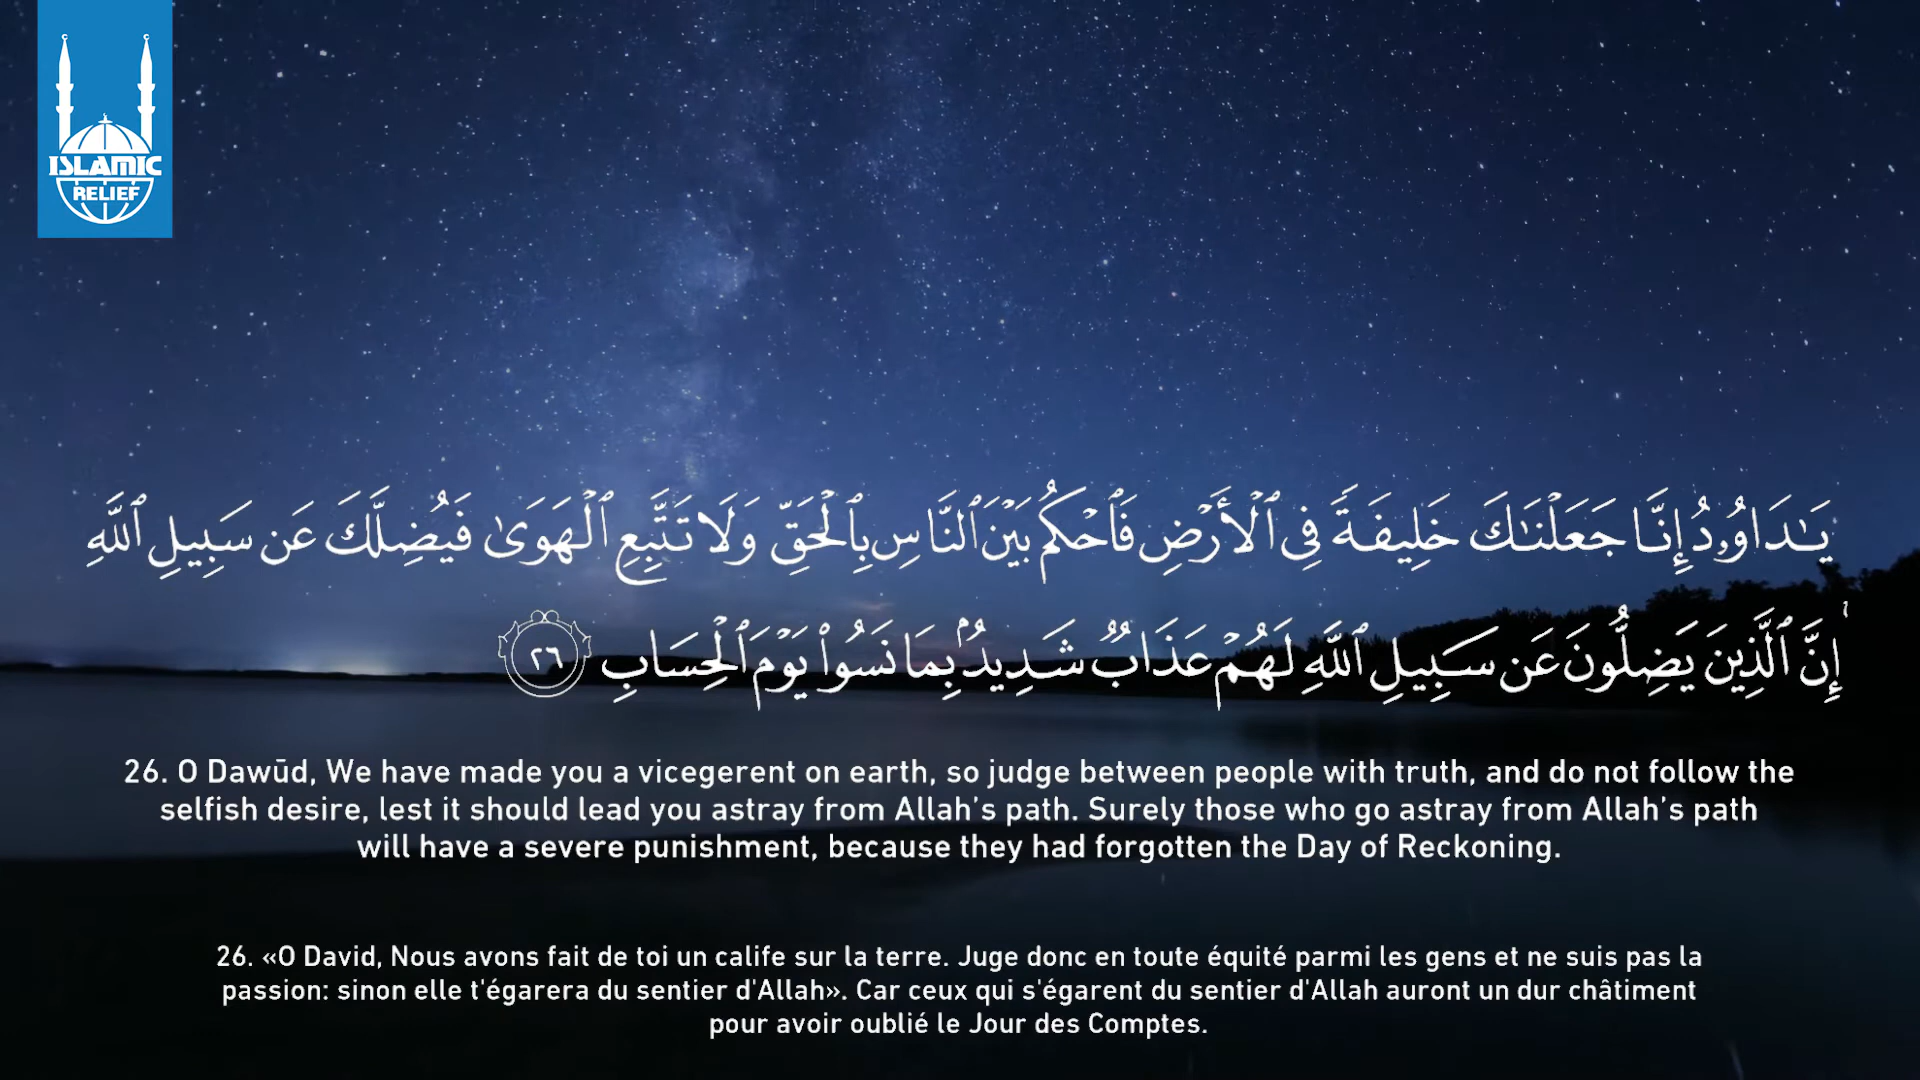 ISLAMIC
RELIEF
يَـٰدَاوُۥدُ إِنَّا جَعَلْنَـٰكَ خَلِيفَةً فِى ٱلْأَرْضِ فَٱحْكُم بَيْنَ ٱلنَّاسِ بِٱلْحَقِّ وَلَا تَتَّبِعِ ٱلْهَوَىٰ فَيُضِلَّكَ عَن سَبِيلِ ٱللَّهِ
إِنَّ ٱلَّذِينَ يَضِلُّونَ عَن سَبِيلِ ٱللَّهِ لَهُمْ عَذَابٌ شَدِيدٌۢ بِمَا نَسُوا۟ يَوْمَ ٱلْحِسَابِ ٢٦
26. O Dawūd, We have made you a vicegerent on earth, so judge between people with truth, and do not follow the
selfish desire, lest it should lead you astray from Allah’s path. Surely those who go astray from Allah’s path
will have a severe punishment, because they had forgotten the Day of Reckoning.
26. «O David, Nous avons fait de toi un calife sur la terre. Juge donc en toute équité parmi les gens et ne suis pas la
passion: sinon elle t'égarera du sentier d'Allah». Car ceux qui s'égarent du sentier d'Allah auront un dur châtiment
pour avoir oublié le Jour des Comptes.